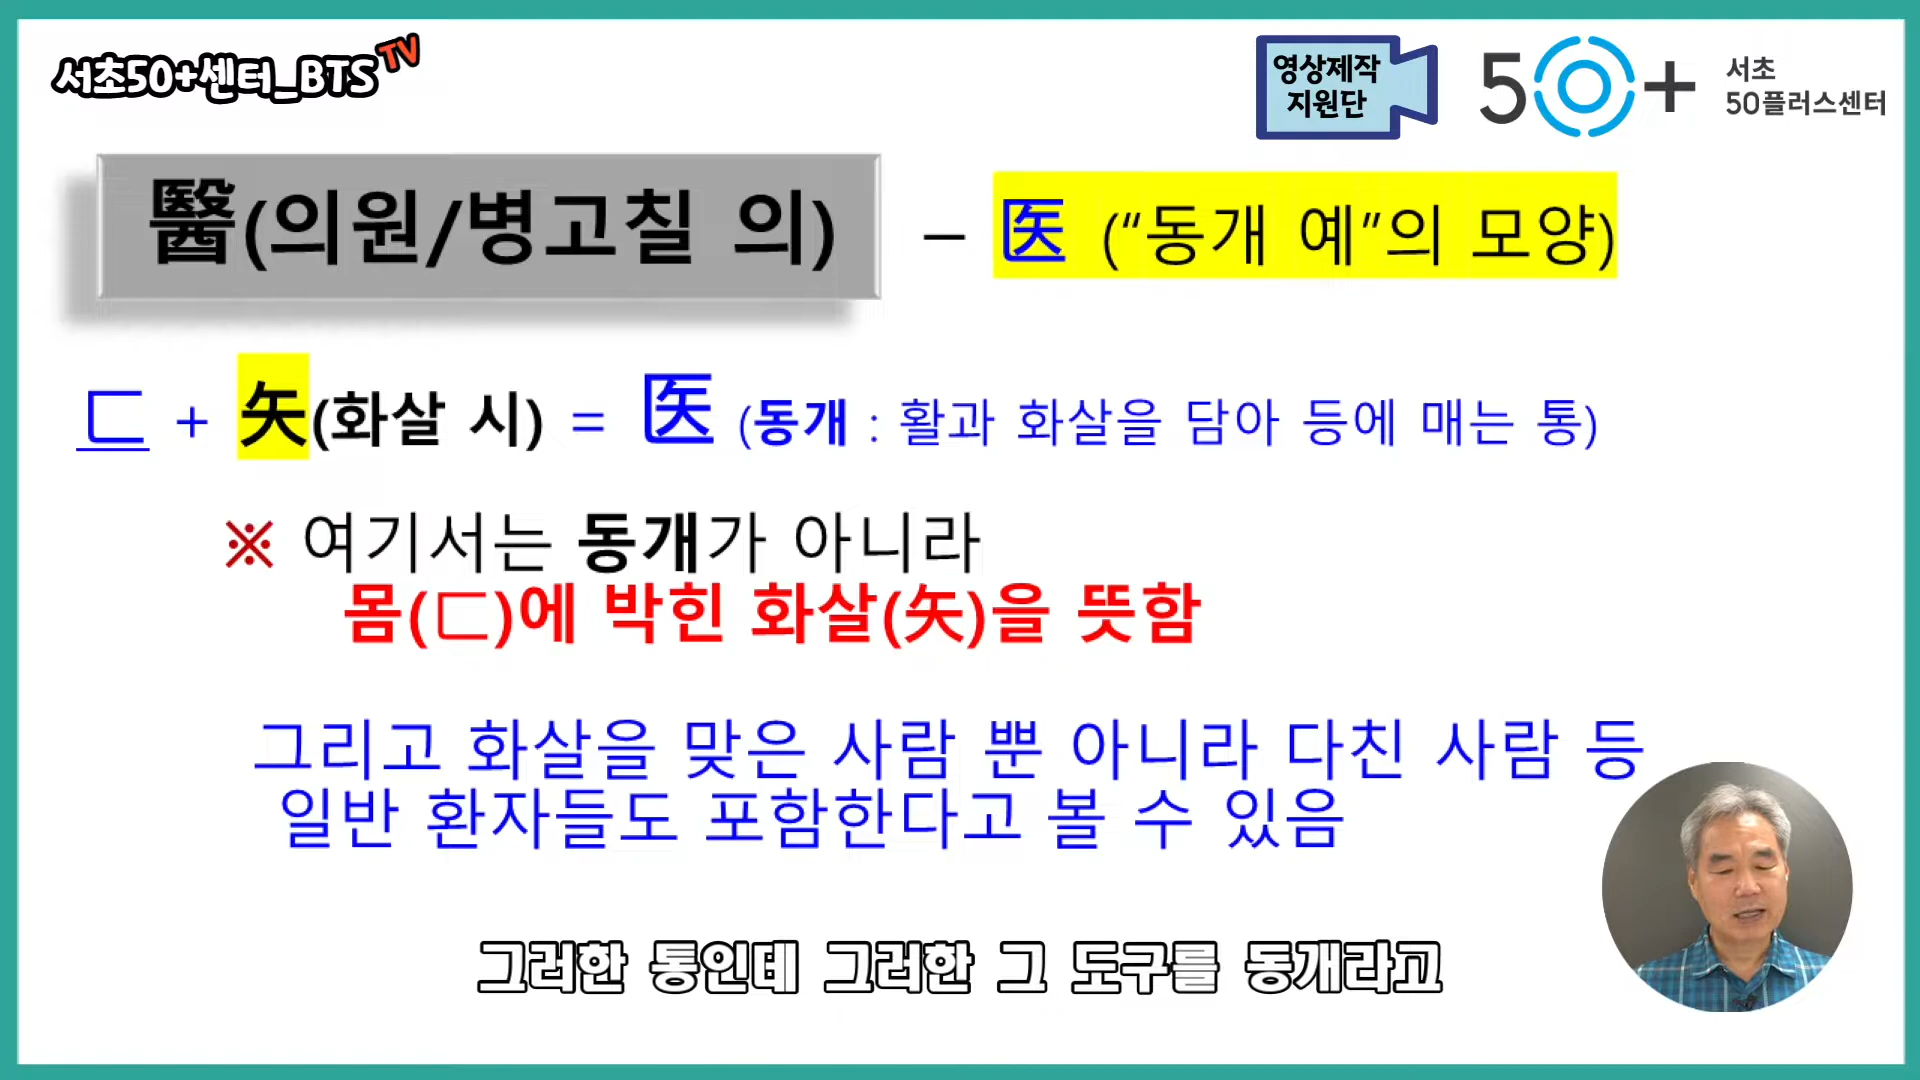 서초50+센터_BTS TV
영상제작
지원단
50+
서초
50플러스센터
醫(의원/병고칠 의) – 医 (“동개 예”의 모양)
匚 + 矢(화살 시) = 医 (동개 : 활과 화살을 담아 등에 매는 통)
※ 여기서는 동개가 아니라
몸(匚)에 박힌 화살(矢)을 뜻함
그리고 화살을 맞은 사람 뿐 아니라 다친 사람 등
일반 환자들도 포함한다고 볼 수 있음
그러한 통인데 그러한 그 도구를 동개라고